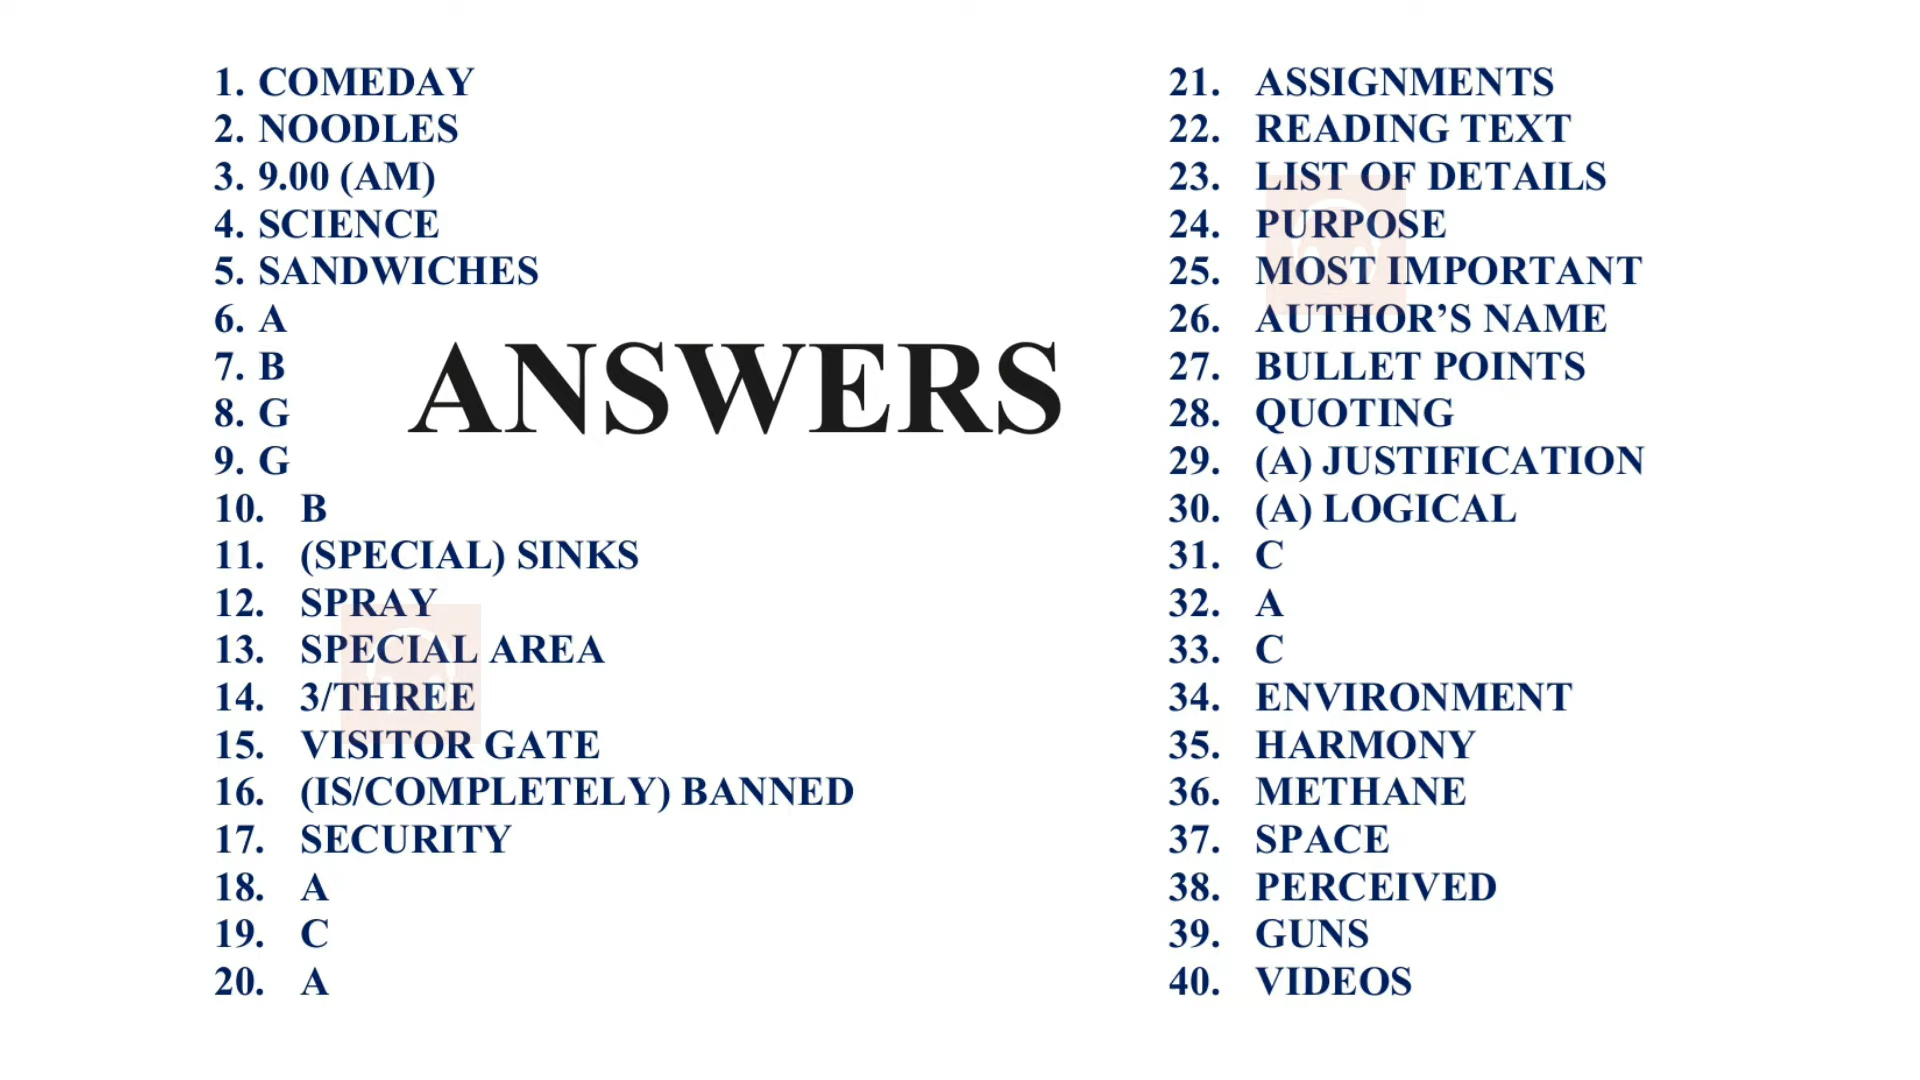 1. COMEDAY
2. NOODLES
3. 9.00 (AM)
4. SCIENCE
5. SANDWICHES
6. A
7. B
8. G
9. G
10. B
11. (SPECIAL) SINKS
12. SPRAY
13. SPECIAL AREA
14. 3/THREE
15. VISITOR GATE
16. (IS/COMPLETELY) BANNED
17. SECURITY
18. A
19. C
20. A
ANSWERS
21. ASSIGNMENTS
22. READING TEXT
23. LIST OF DETAILS
24. PURPOSE
25. MOST IMPORTANT
26. AUTHOR’S NAME
27. BULLET POINTS
28. QUOTING
29. (A) JUSTIFICATION
30. (A) LOGICAL
31. C
32. A
33. C
34. ENVIRONMENT
35. HARMONY
36. METHANE
37. SPACE
38. PERCEIVED
39. GUNS
40. VIDEOS